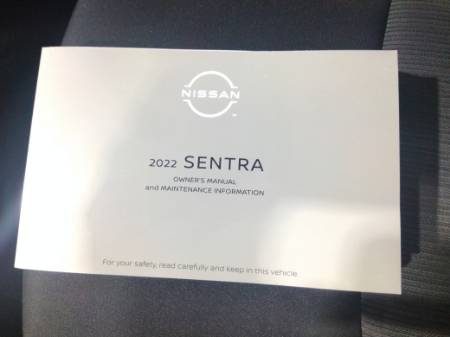 NISSAN
2022 SENTRA
OWNER'S MANUAL
and MAINTENANCE INFORMATION
For your safety, read carefully and keep in this vehicle.